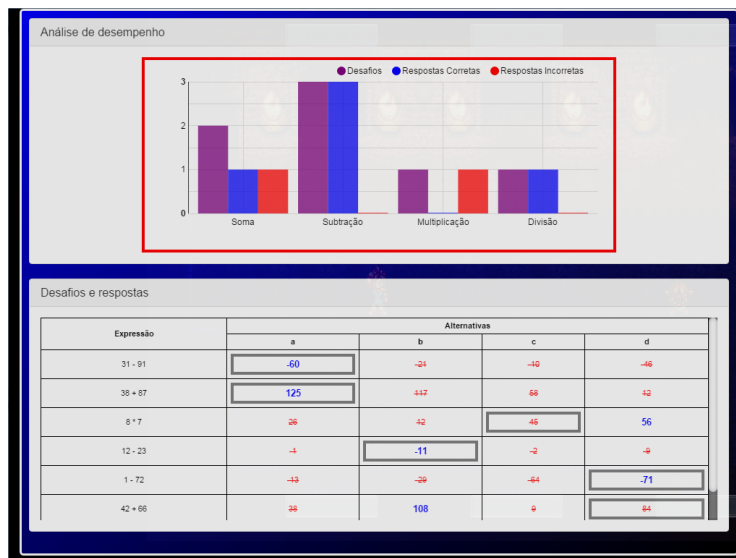 Análise de desempenho
Desafios Respostas Corretas Respostas Incorretas
3
2
1
0
Soma Subtração Multiplicação Divisão
Desafios e respostas
Expressão Alternativas
a b c d
31 - 91 -60 -21 -10 -46
38 + 87 125 117 58 12
8 * 7 26 12 45 56
12 - 23 -1 -11 -2 -9
1 - 72 -13 -29 -64 -71
42 + 66 38 108 9 84